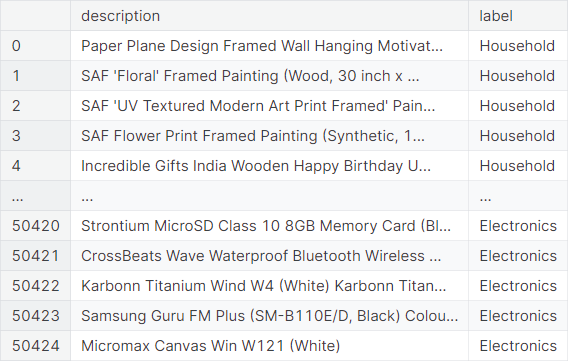 description label
0 Paper Plane Design Framed Wall Hanging Motivat... Household
1 SAF 'Floral' Framed Painting (Wood, 30 inch x ... Household
2 SAF 'UV Textured Modern Art Print Framed' Pain... Household
3 SAF Flower Print Framed Painting (Synthetic, 1... Household
4 Incredible Gifts India Wooden Happy Birthday U... Household
... ... ...
50420 Strontium MicroSD Class 10 8GB Memory Card (Bl... Electronics
50421 CrossBeats Wave Waterproof Bluetooth Wireless ... Electronics
50422 Karbonn Titanium Wind W4 (White) Karbonn Titan... Electronics
50423 Samsung Guru FM Plus (SM-B110E/D, Black) Colou... Electronics
50424 Micromax Canvas Win W121 (White) Electronics